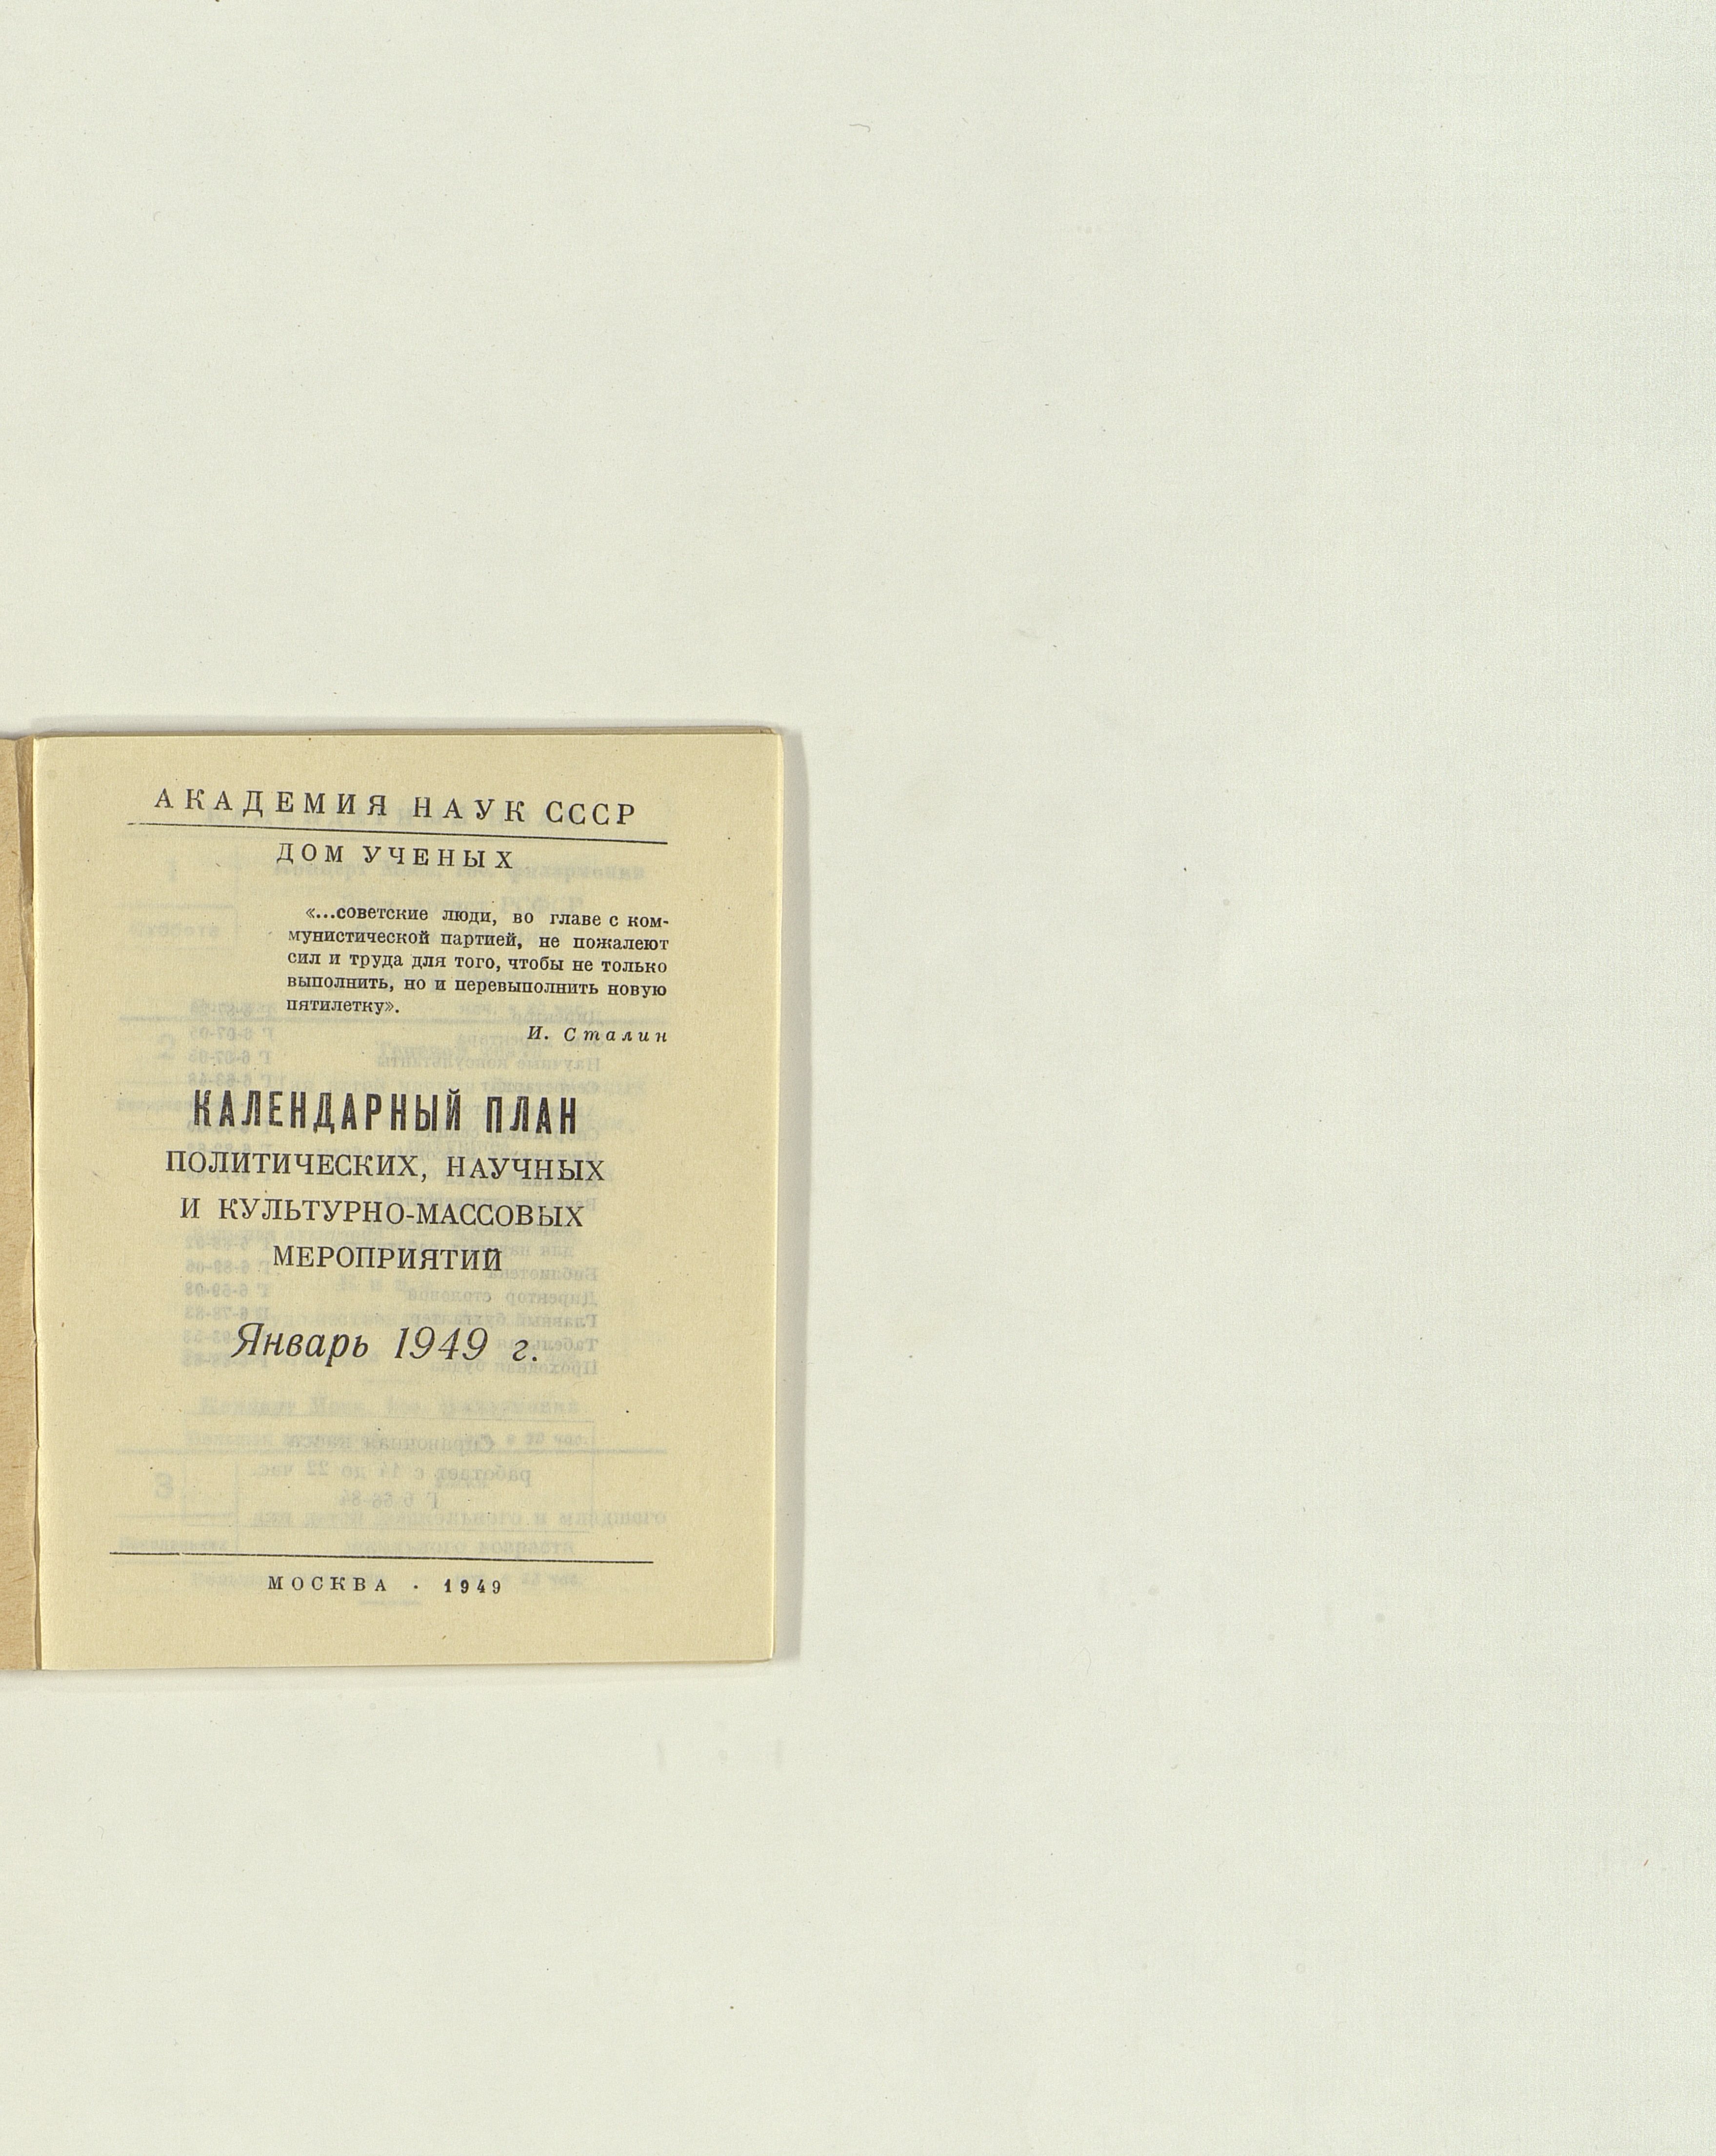 АКАДЕМИЯ НАУК СССР
ДОМ УЧЕНЫХ
«...советские люди, во главе с ком-
мунистической партией, не пожалеют
сил и труда для того, чтобы не только
выполнить, но и перевыполнить новую
пятилетку».
И. Сталин
КАЛЕНДАРНЫЙ ПЛАН
ПОЛИТИЧЕСКИХ, НАУЧНЫХ
И КУЛЬТУРНО-МАССОВЫХ
МЕРОПРИЯТИЙ
Январь 1949 г.
МОСКВА · 1949